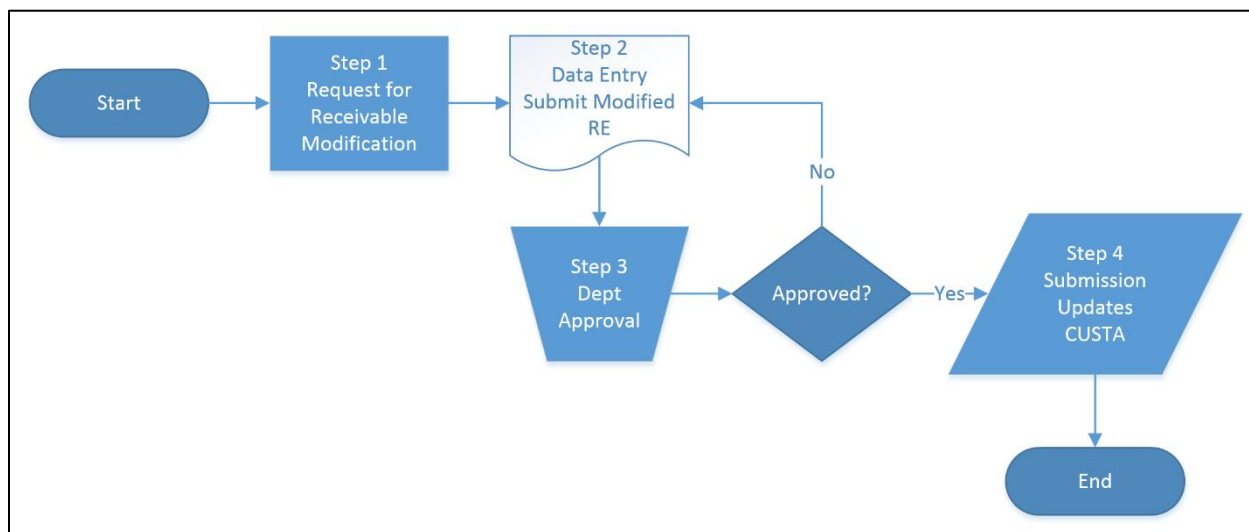 Start
Step 1
Request for
Receivable
Modification
Step 2
Data Entry
Submit Modified
RE
No
Step 3
Dept
Approval
Approved?
Yes
Step 4
Submission
Updates
CUSTA
End